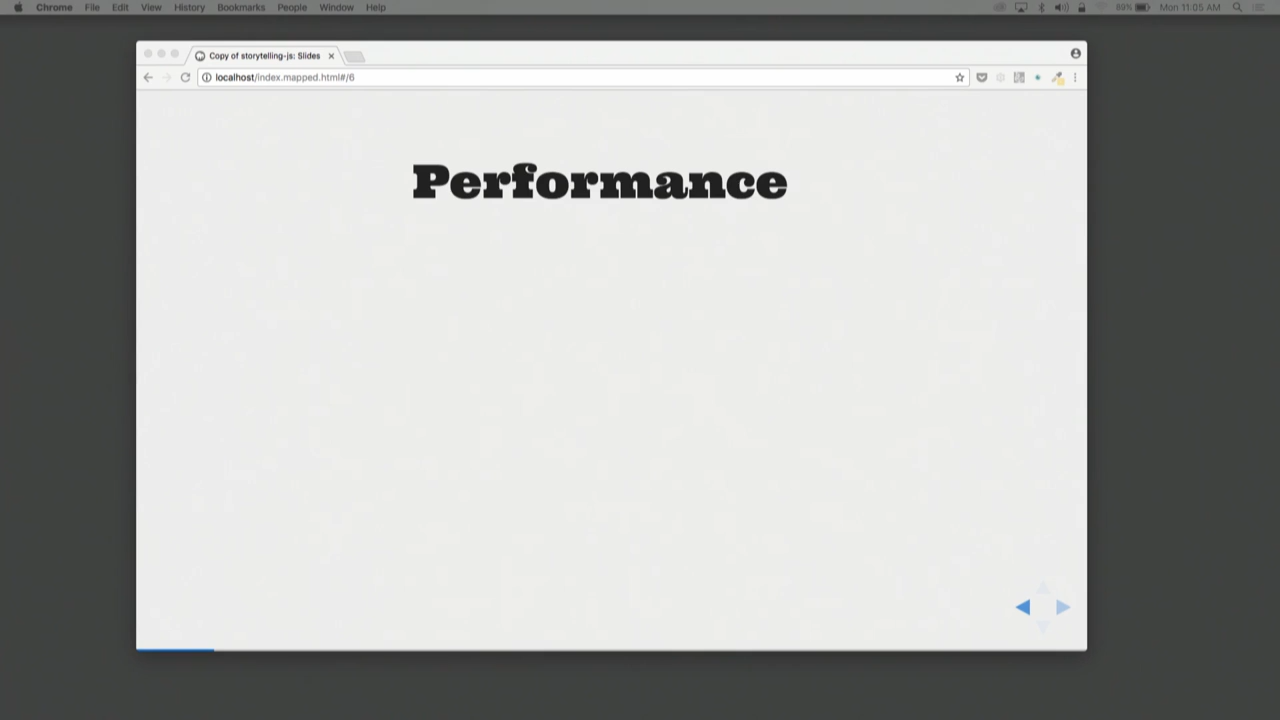 Chrome File Edit View History Bookmarks People Window Help 89% Mon 11:05 AM
Copy of storytelling-js: Slides
localhost/index.mapped.html#/6
Performance